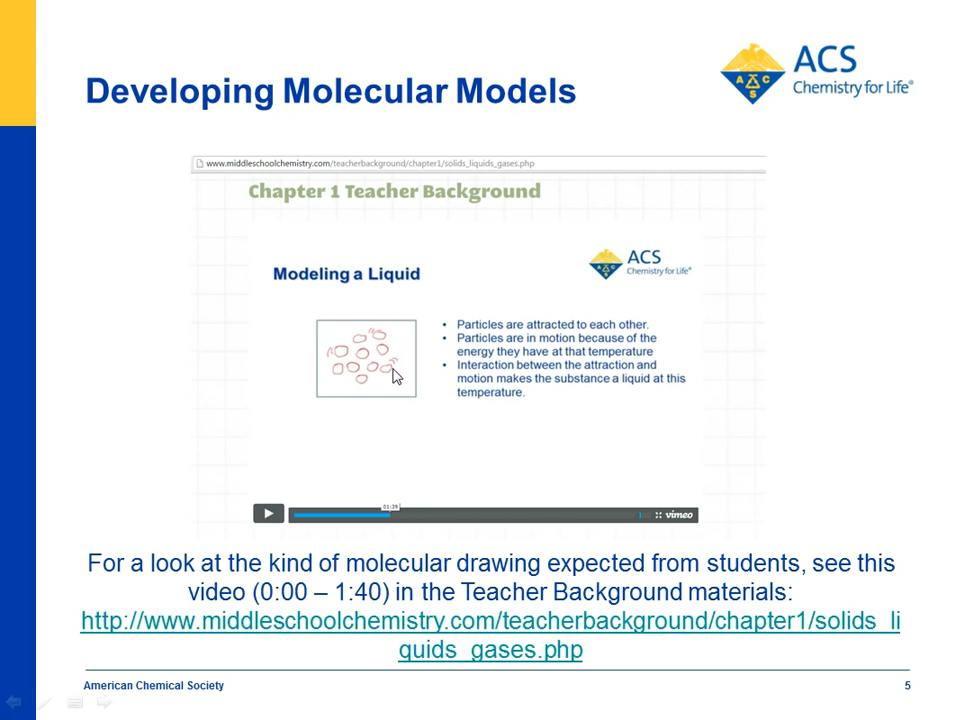 ACS
Chemistry for Life®
A C C S
Developing Molecular Models
www.middleschoolchemistry.com/teacherbackground/chapter1/solids_liquids_gases.php
Chapter 1 Teacher Background
ACS
Chemistry for Life®
Modeling a Liquid
• Particles are attracted to each other.
• Particles are in motion because of the
energy they have at that temperature
• Interaction between the attraction and
motion makes the substance a liquid at this
temperature.
01:39
vimeo
For a look at the kind of molecular drawing expected from students, see this
video (0:00 – 1:40) in the Teacher Background materials:
http://www.middleschoolchemistry.com/teacherbackground/chapter1/solids_li
quids_gases.php
American Chemical Society
5